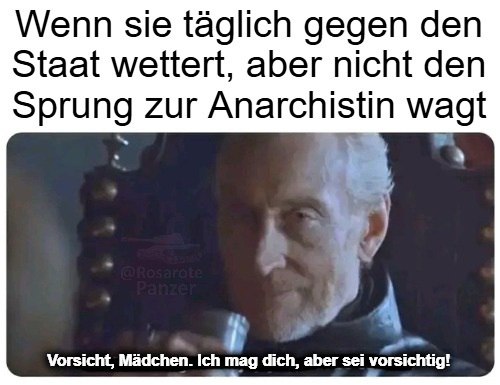 Wenn sie täglich gegen den
Staat wettert, aber nicht den
Sprung zur Anarchistin wagt
@Rosarote
Panzer
Vorsicht, Mädchen. Ich mag dich, aber sei vorsichtig!